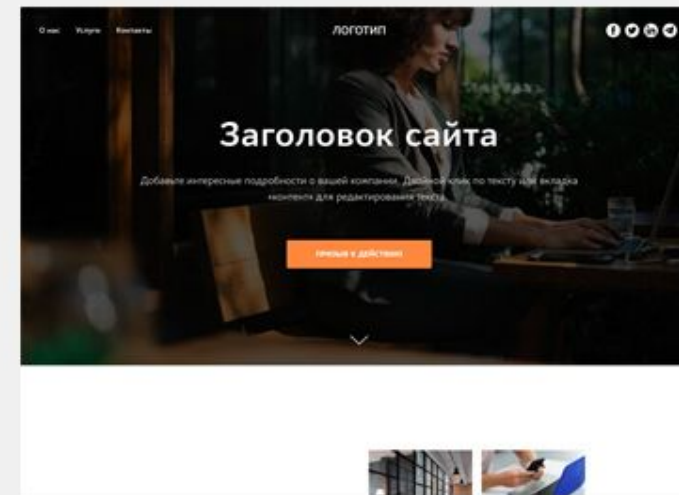 О нас Услуги Контакты ЛОГОТИП
Заголовок сайта
Добавьте интересные подробности о вашей компании. Двойной клик по тексту или вкладка
«контент» для редактирования текста
ПРИЗЫВ К ДЕЙСТВИЮ